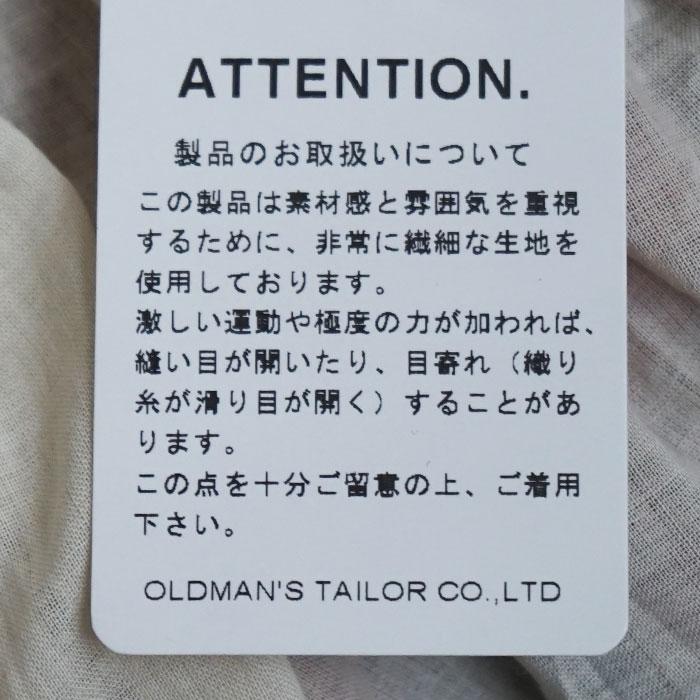 ATTENTION.
製品のお取扱いについて
この製品は素材感と雰囲気を重視
するために、非常に繊細な生地を
使用しております。
激しい運動や極度の力が加われば、
縫い目が開いたり、目寄れ（織り
糸が滑り目が開く）することがあ
ります。
この点を十分ご留意の上、ご着用
下さい。
OLDMAN'S TAILOR CO.,LTD